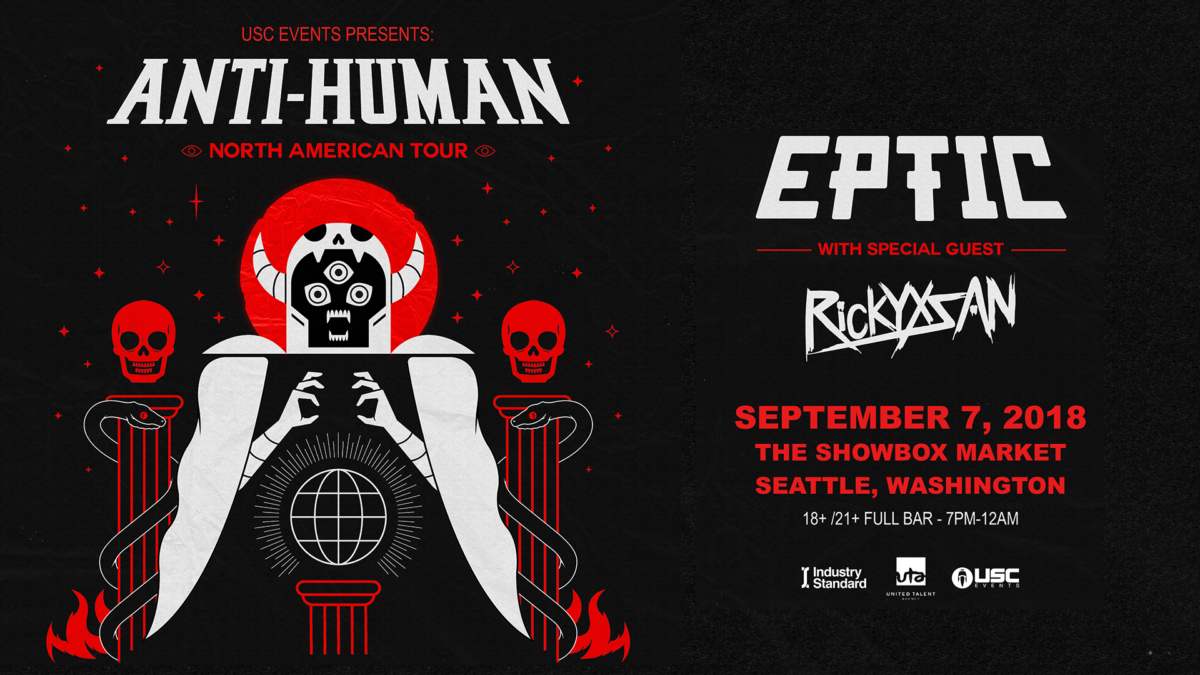 USC EVENTS PRESENTS:
ANTI-HUMAN
NORTH AMERICAN TOUR
EPTIC
WITH SPECIAL GUEST
RICKYXSAN
SEPTEMBER 7, 2018
THE SHOWBOX MARKET
SEATTLE, WASHINGTON
18+ /21+ FULL BAR - 7PM-12AM
Industry
Standard
uta
UNITED TALENT
AGENCY
USC
EVENTS